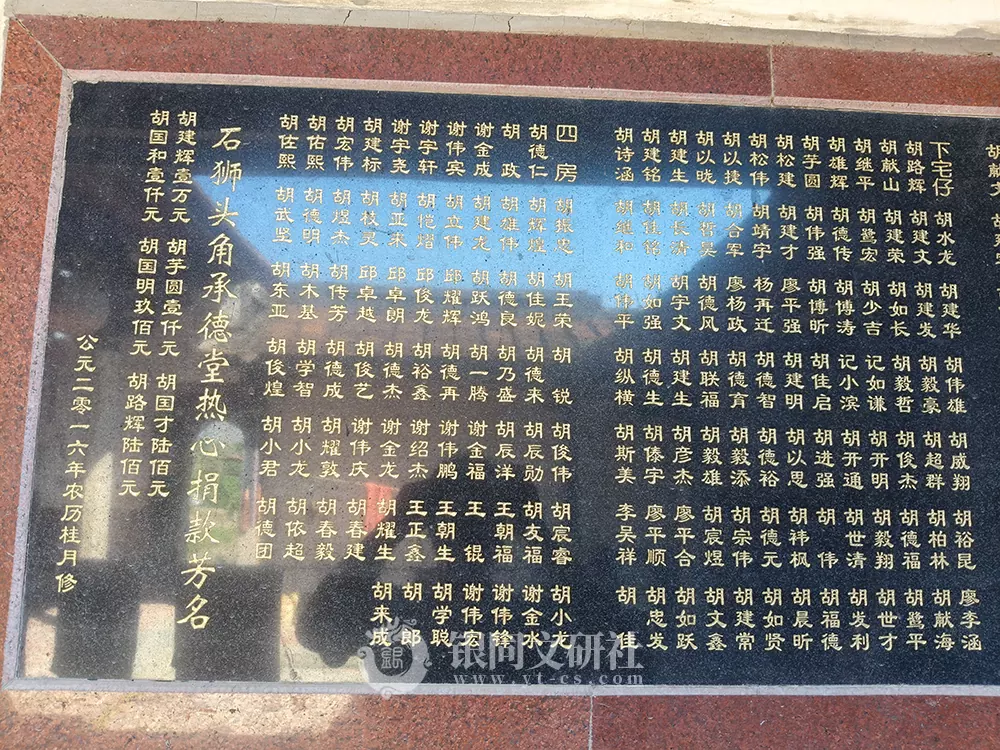 下宅仔 胡水龙 胡建华 胡伟雄 胡威翔 胡裕昆 廖李涵
胡路辉 胡建文 胡建发 胡毅豪 胡超群 胡柏林 胡献海
胡献山 胡建荣 胡如长 胡毅哲 胡俊杰 胡德福 胡鹭平
胡继平 胡鹭宏 胡少吉 记如谦 胡开明 胡毅翔 胡世才
胡雄辉 胡德传 胡博涛 记小滨 胡开通 胡世清 胡发利
胡芋圆 胡伟强 胡博昕 胡佳启 胡进强 胡伟 胡福德
胡松建 胡建才 廖平强 胡建明 胡以思 胡祎枫 胡晨昕
胡松伟 胡靖宇 杨再迁 胡德智 胡德裕 胡德元 胡如贤
胡以捷 胡合军 廖杨政 胡德育 胡毅添 胡宗伟 胡建常
胡以晓 胡哲昊 胡德风 胡联福 胡毅雄 胡宸煜 胡文鑫
胡建生 胡长清 胡宇文 胡建生 胡彦杰 廖平合 胡如跃
胡建铭 胡佳铭 胡如强 胡德生 胡傣宇 廖平顺 胡忠发
胡诗涵 胡维和 胡伟平 胡纵横 胡斯美 李吴祥 胡佳
四房 胡振思 胡王荣 胡锐 胡俊伟 胡宸睿 胡小龙
胡德仁 胡辉煌 胡佳妮 胡德来 胡辰勋 胡友福 谢金水
胡政 胡雄伟 胡德良 胡乃盛 胡辰洋 王朝福 谢伟锋
谢金成 胡建龙 胡跃鸿 胡一腾 谢金福 王锟 谢伟宏
谢伟宾 胡立伟 邱耀辉 胡德再 谢伟鹏 王朝生 胡学聪
谢宇轩 胡恺熠 邱俊龙 胡裕鑫 谢绍杰 王正鑫 胡郎
谢宇尧 胡亚来 邱卓朗 胡德杰 谢金龙 胡耀生 胡来成
胡建标 胡枝灵 邱卓越 胡俊艺 谢伟庆 胡春建
胡宏伟 胡煜杰 胡传芳 胡德成 胡耀敦 胡春毅
胡佑熙 胡德明 胡木基 胡学智 胡小龙 胡依超
胡佐熙 胡武坚 胡东亚 胡俊煌 胡小君 胡德团
石狮头角承德堂热心捐款芳名
胡建辉壹万元 胡芋圆壹仟元 胡国才陆佰元
胡国和壹仟元 胡国明玖佰元 胡路辉陆佰元
公元二零一六年农历桂月修
银同文研社
www.yt-cs.com